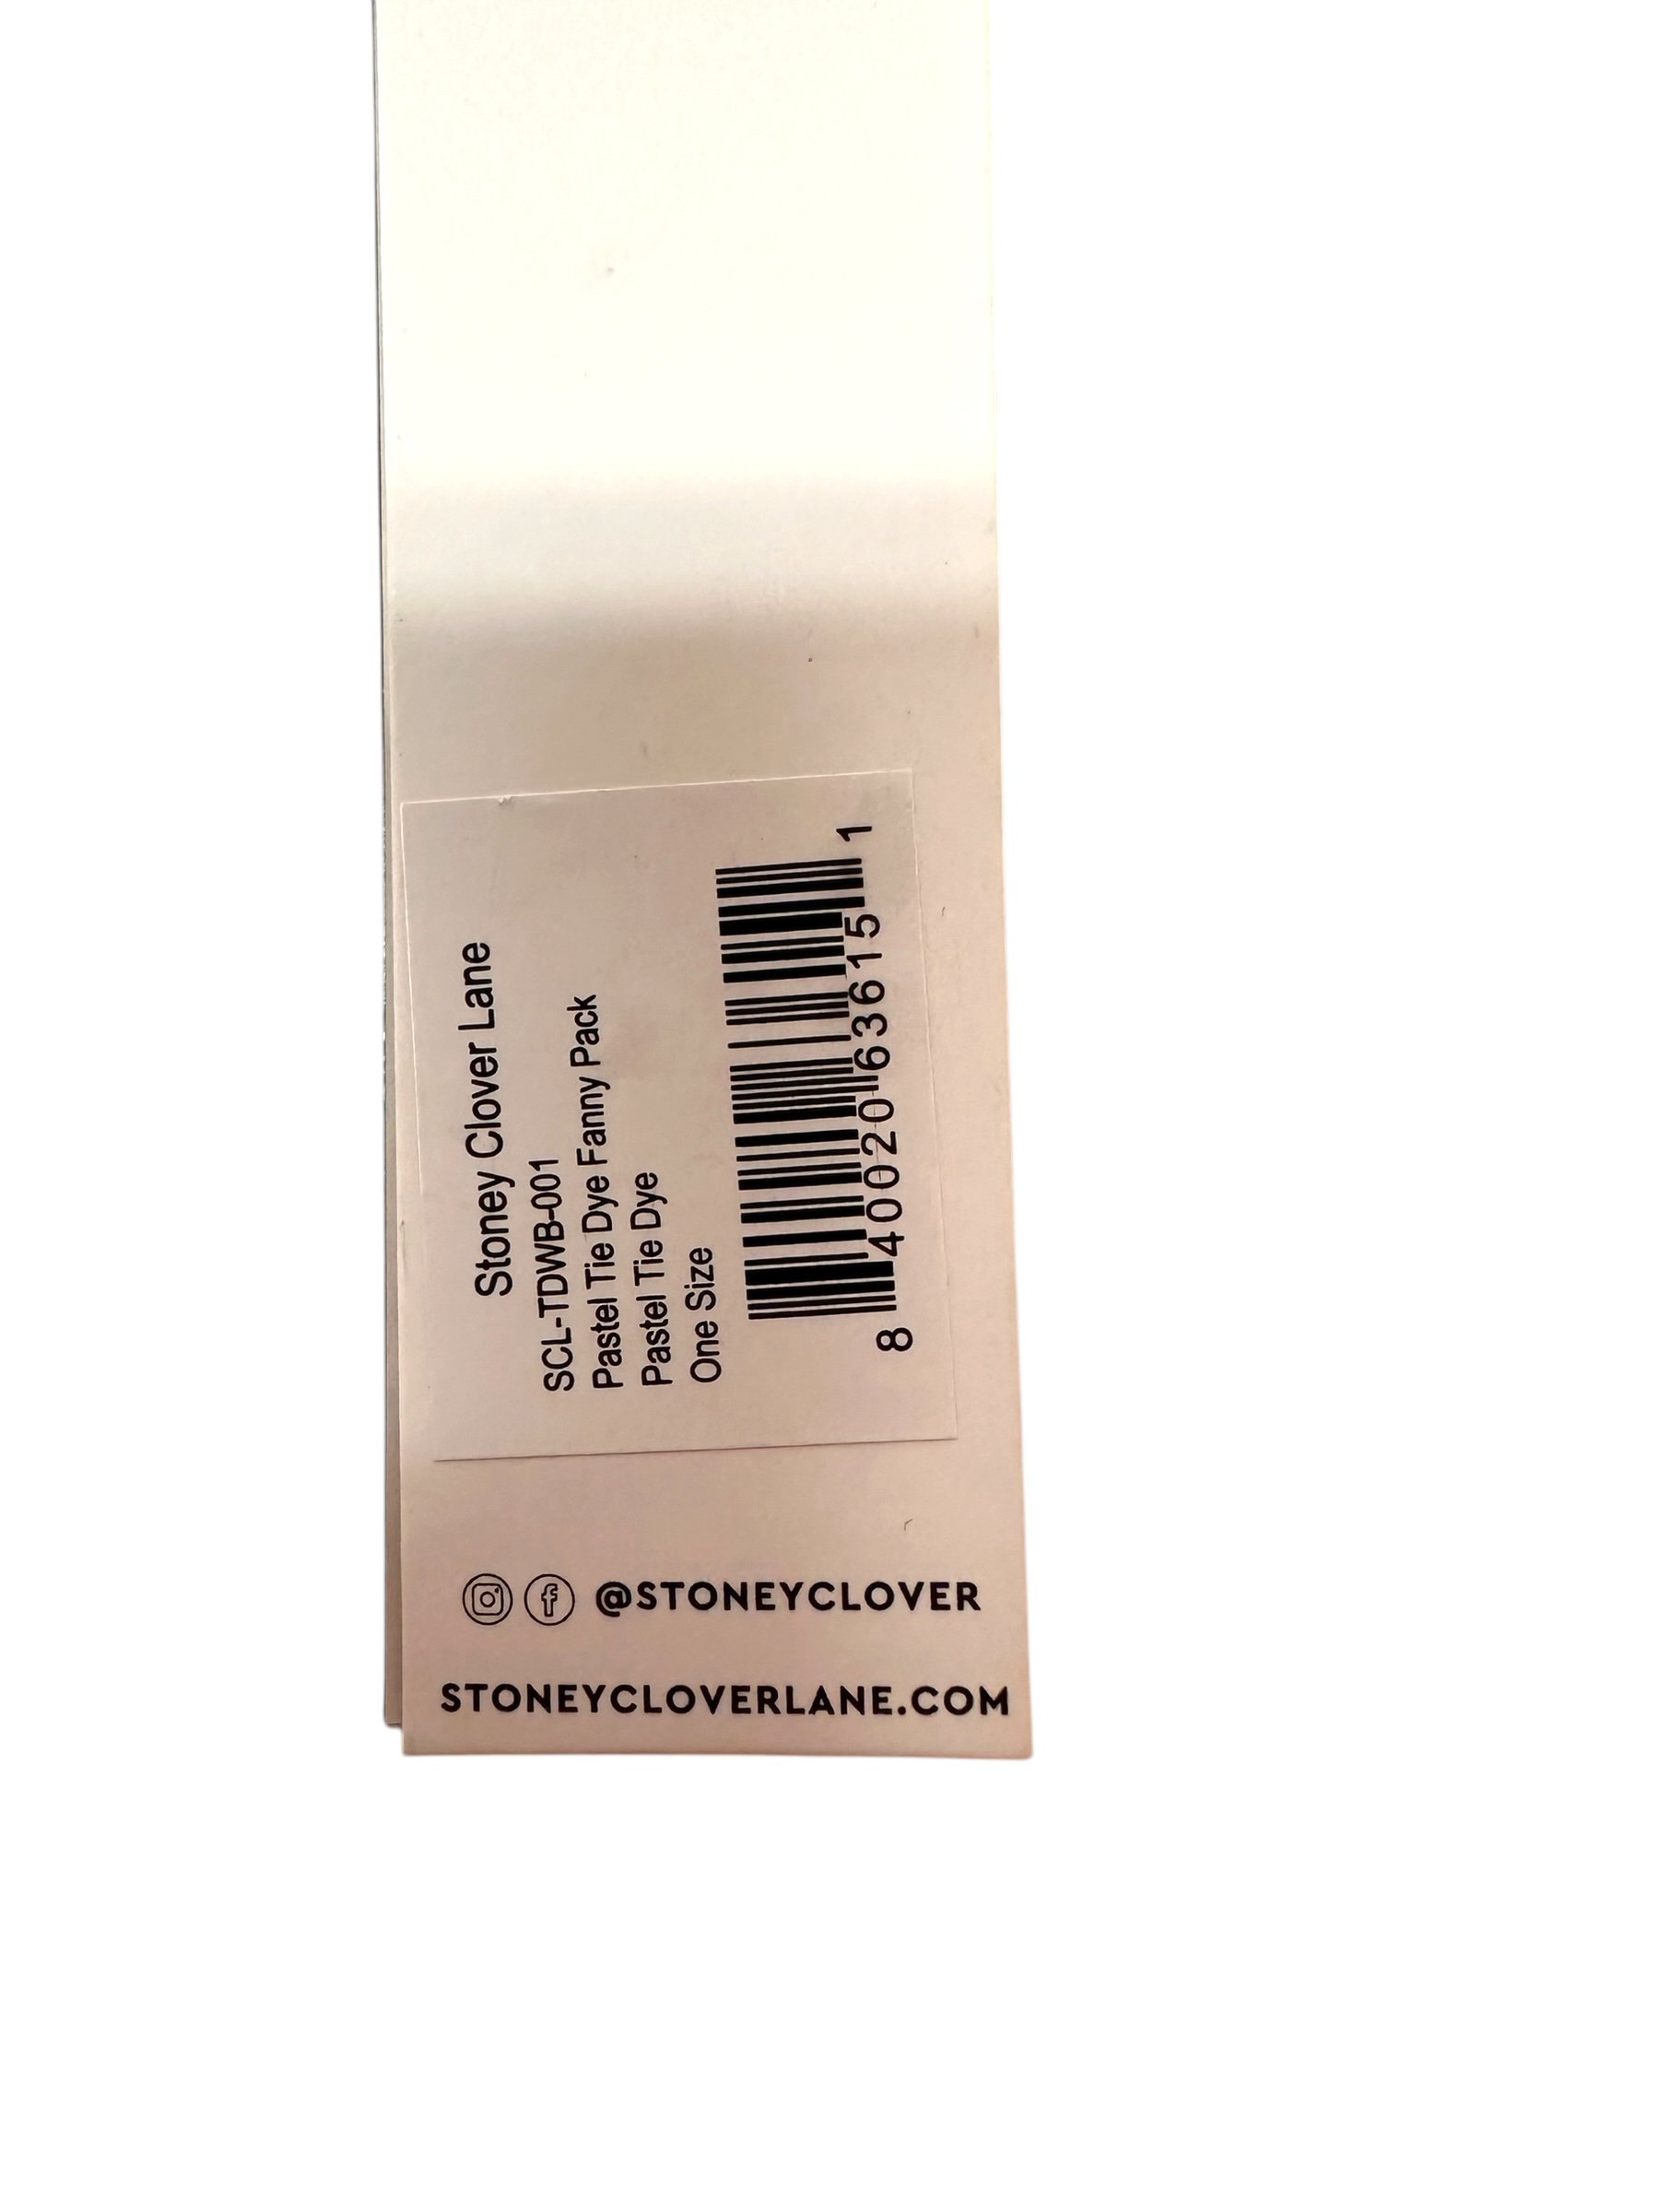 Stoney Clover Lane
SCL-TDWB-001
Pastel Tie Dye Fanny Pack
Pastel Tie Dye
One Size
8 40020 63615 1
@STONEYCLOVER
STONEYCLOVERLANE.COM